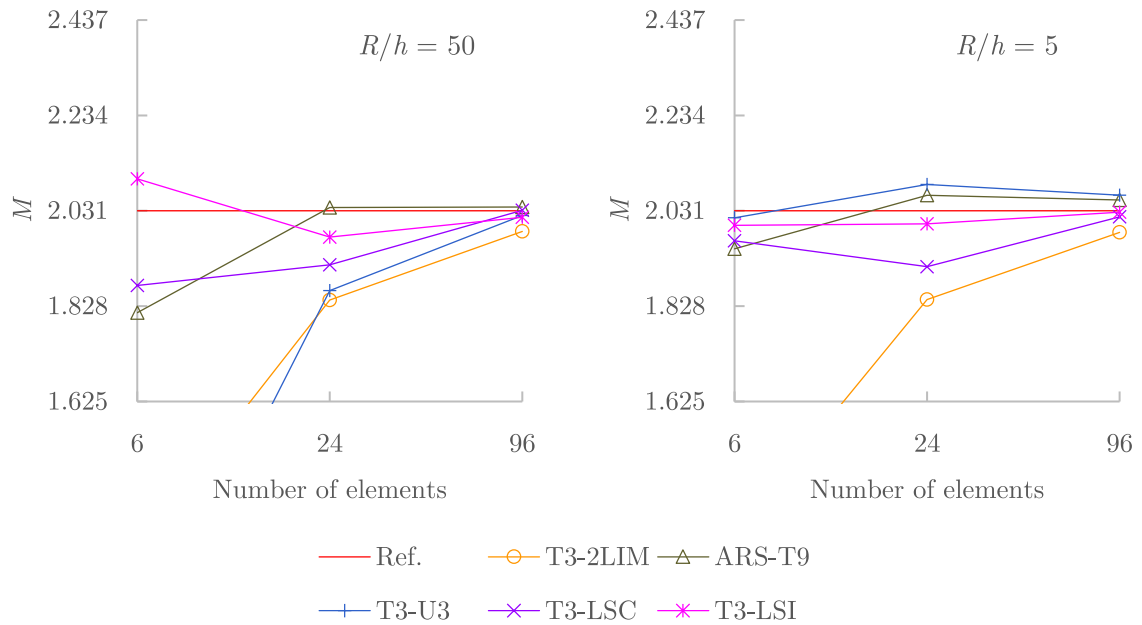 2.437
2.234
2.031
1.828
1.625
M
R/h = 50
6 24 96
Number of elements
2.437
2.234
2.031
1.828
1.625
M
R/h = 5
6 24 96
Number of elements
Ref. T3-2LIM ARS-T9
T3-U3 T3-LSC T3-LSI